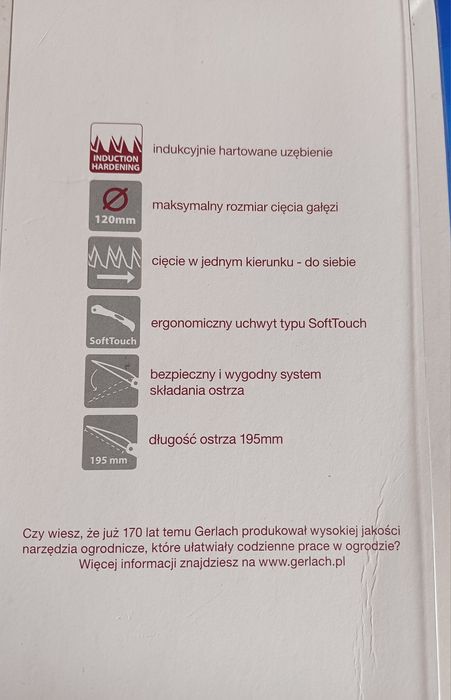 INDUCTION
HARDENING
indukcyjnie hartowane uzębienie
120mm
maksymalny rozmiar cięcia gałęzi
cięcie w jednym kierunku - do siebie
SoftTouch
ergonomiczny uchwyt typu SoftTouch
bezpieczny i wygodny system
składania ostrza
195 mm
długość ostrza 195mm
Czy wiesz, że już 170 lat temu Gerlach produkował wysokiej jakości
narzędzia ogrodnicze, które ułatwiały codzienne prace w ogrodzie?
Więcej informacji znajdziesz na www.gerlach.pl